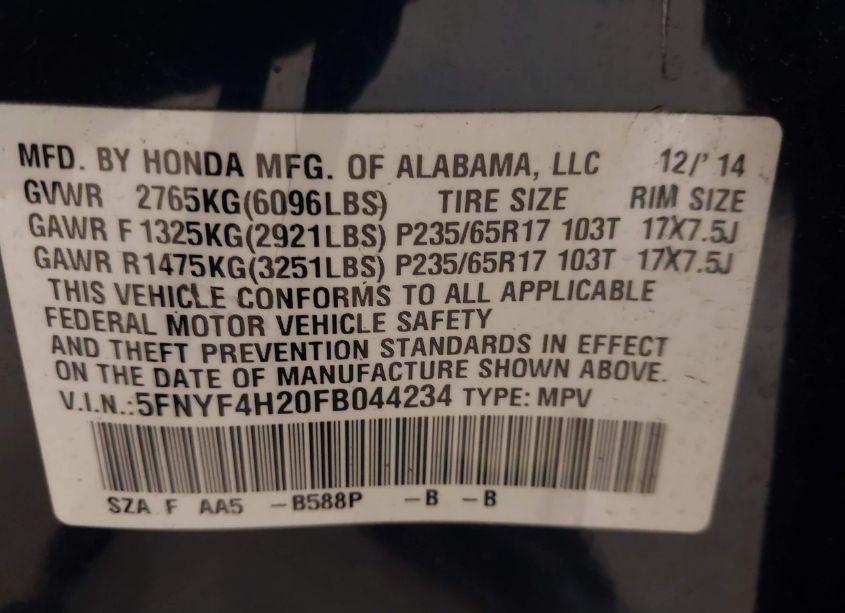 MFD. BY HONDA MFG. OF ALABAMA, LLC 12/' 14
GVWR 2765KG(6096LBS) TIRE SIZE RIM SIZE
GAWR F 1325KG(2921LBS) P235/65R17 103T 17X7.5J
GAWR R1475KG(3251LBS) P235/65R17 103T 17X7.5J
THIS VEHICLE CONFORMS TO ALL APPLICABLE
FEDERAL MOTOR VEHICLE SAFETY
AND THEFT PREVENTION STANDARDS IN EFFECT
ON THE DATE OF MANUFACTURE SHOWN ABOVE.
V.I.N.:5FNYF4H20FB044234 TYPE: MPV
SZA F AA5 -B588P -B -B